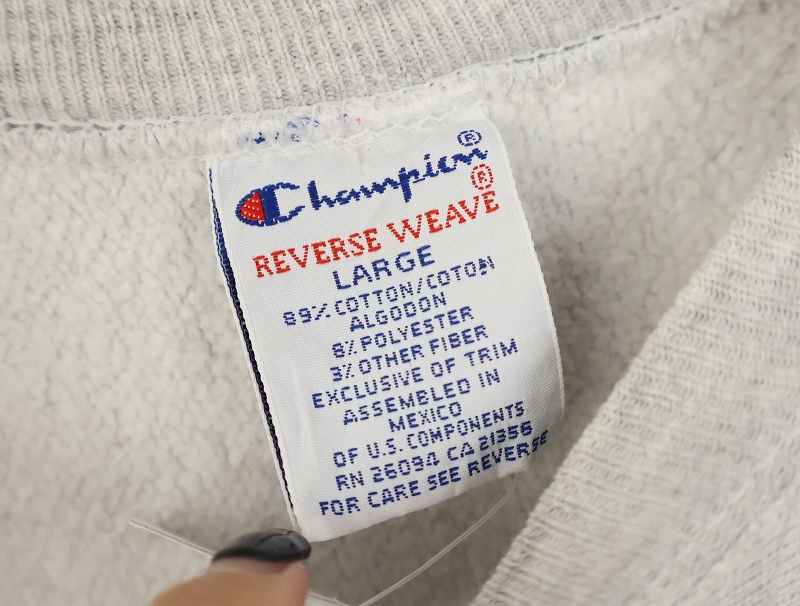 Champion®
®
REVERSE WEAVE
LARGE
89% COTTON/COTON
ALGODON
8% POLYESTER
3% OTHER FIBER
EXCLUSIVE OF TRIM
ASSEMBLED IN
MEXICO
OF U.S. COMPONENTS
RN 26094 CA 21356
FOR CARE SEE REVERSE